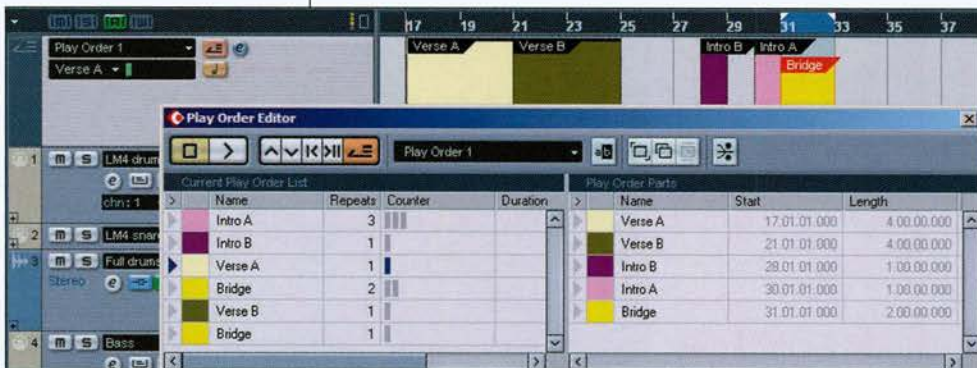 17 19 21 23 25 27 29 31 33 35 37
Play Order 1
Verse A
Verse A Verse B Intro B Intro A
Bridge
Play Order Editor
Play Order 1
Current Play Order List
Name Repeats Counter Duration
Intro A 3
Intro B 1
Verse A 1
Bridge 2
Verse B 1
Bridge 1
Play Order Parts
Name Start Length
Verse A 17.01.01.000 4.00.00.000
Verse B 21.01.01.000 4.00.00.000
Intro B 28.01.01.000 1.00.00.000
Intro A 30.01.01.000 1.00.00.000
Bridge 31.01.01.000 2.00.00.000
1 m S LM4 drum
e
chn: 1
2 m S LM4 snar
3 m S Full drums
Stereo e
4 m S Bass
e